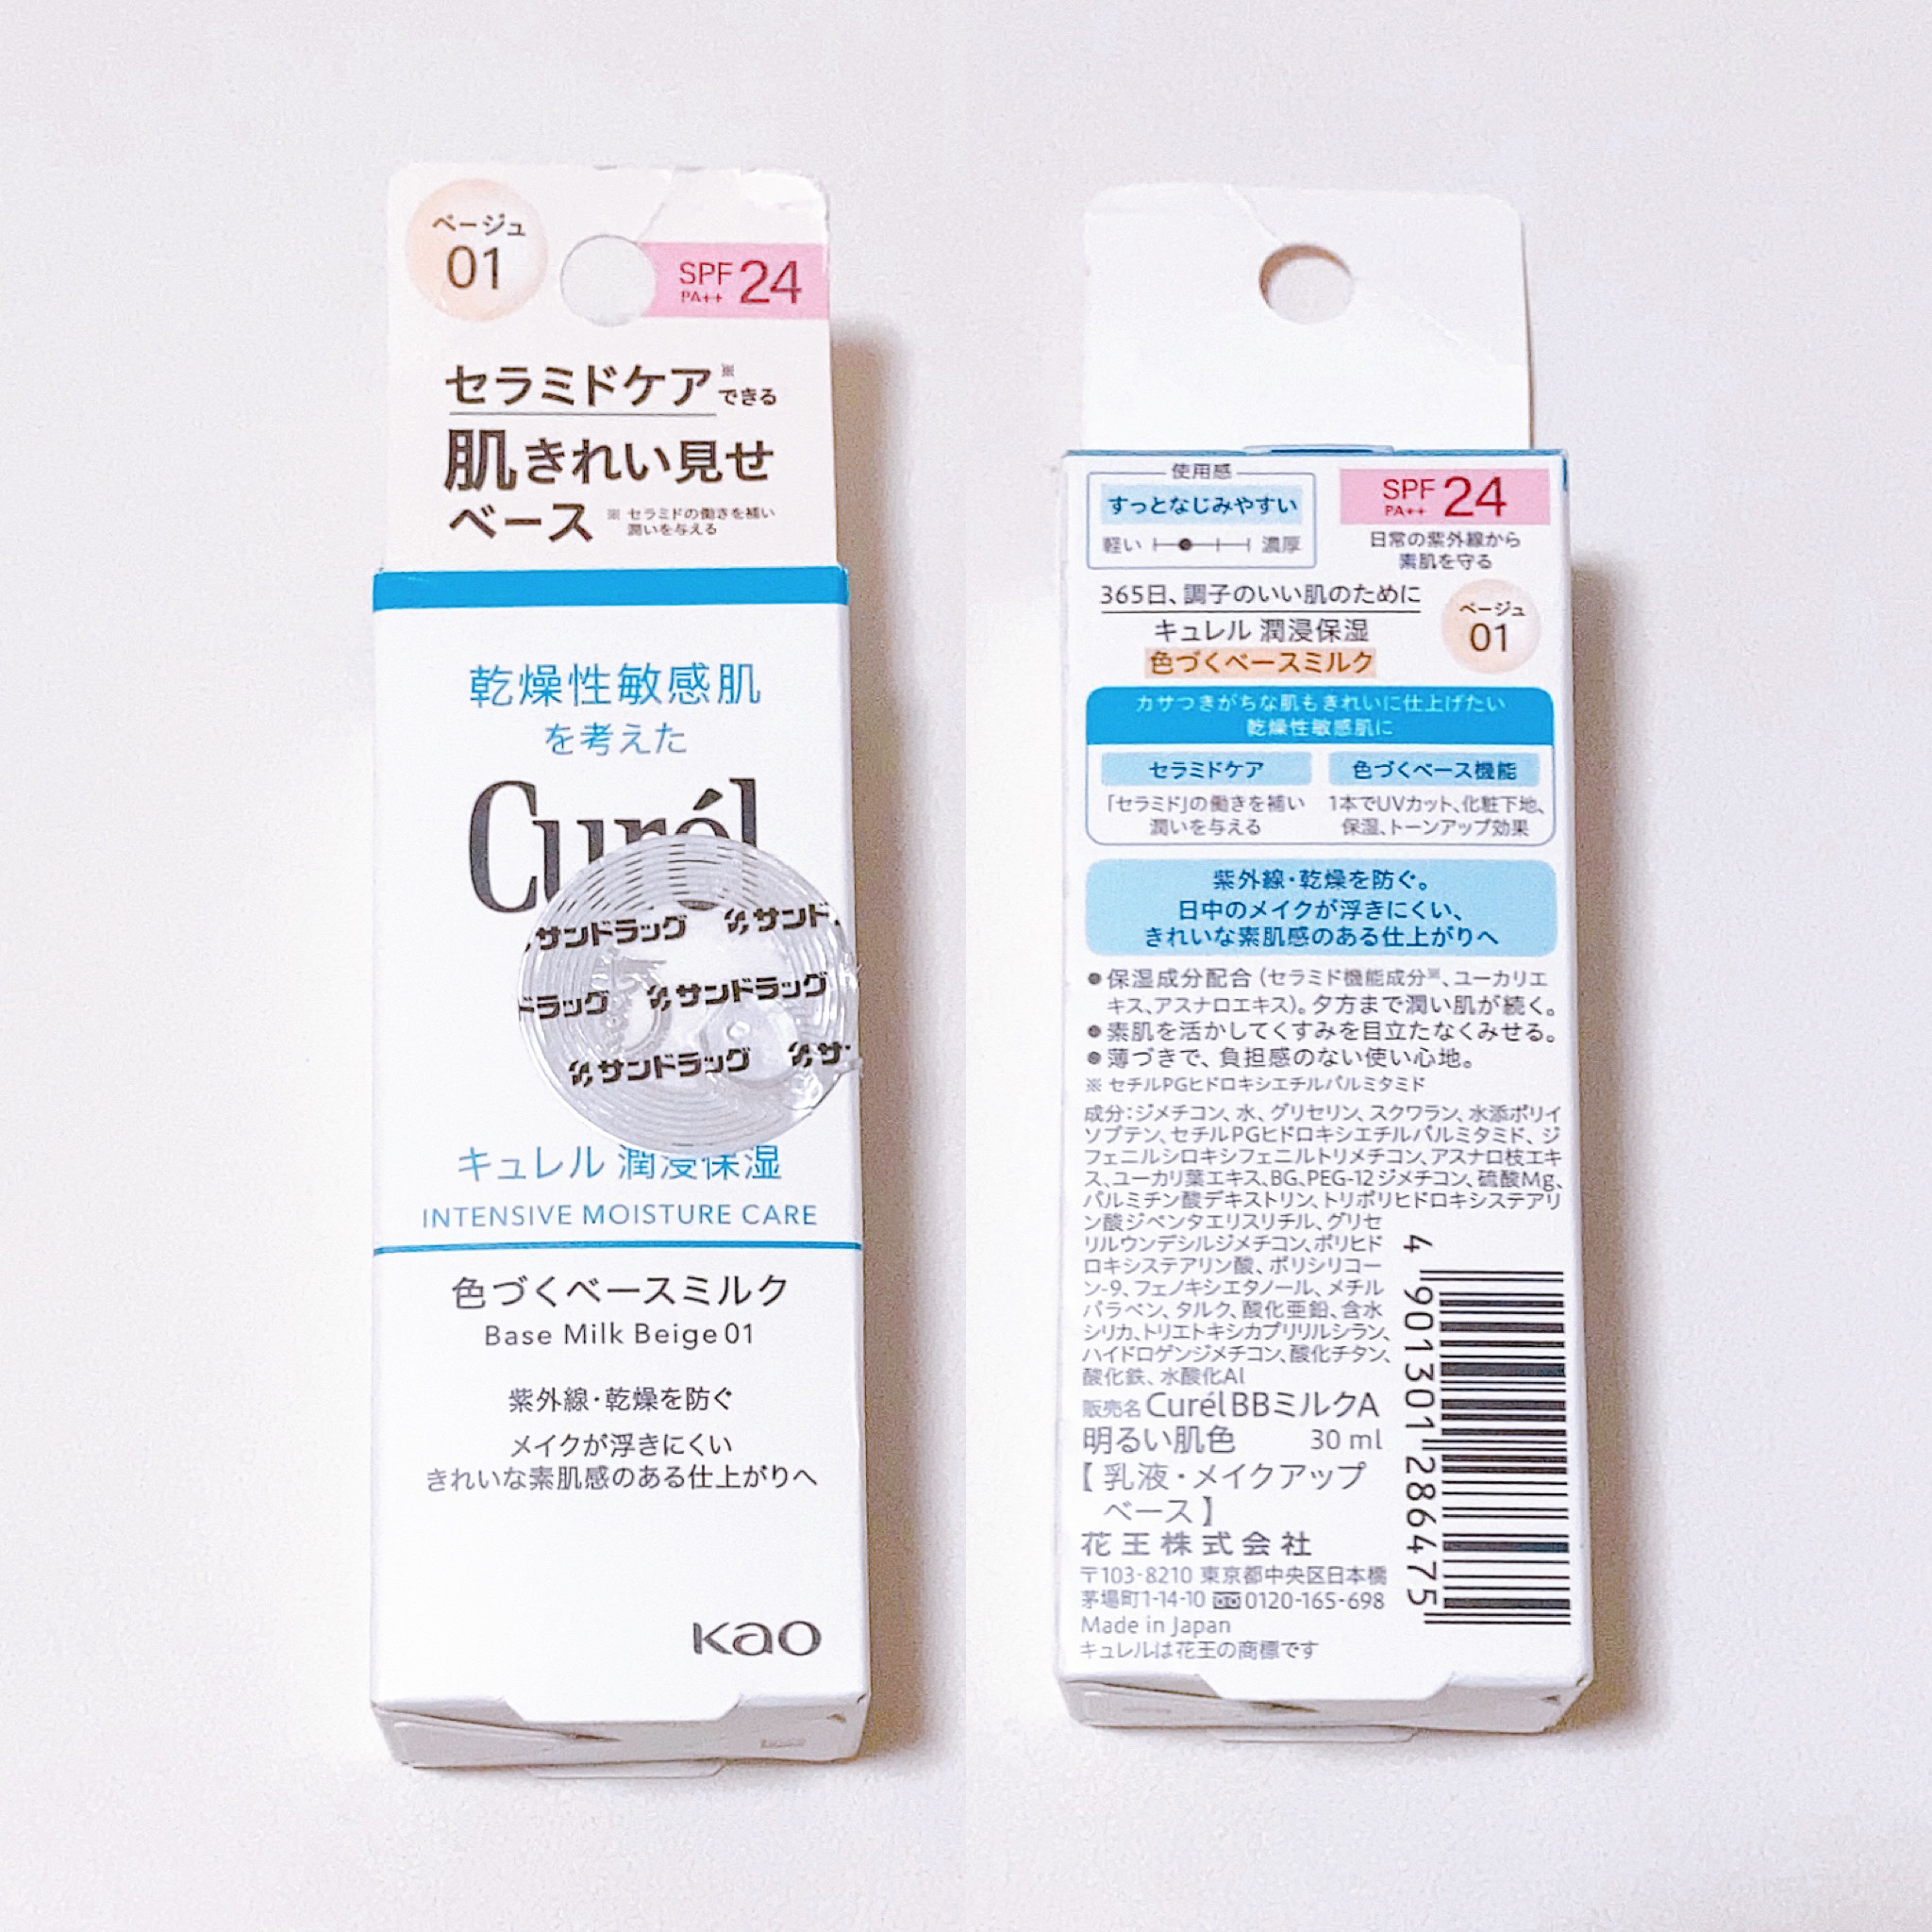 ベージュ
01
SPF 24
PA++
セラミドケア※できる
肌きれい見せ
ベース
※ セラミドの働きを補い
潤いを与える
乾燥性敏感肌
を考えた
Curél
サンドラッグ サンド
ドラッグ サンドラッグ
サンドラッグ サ
キュレル 潤浸保湿
INTENSIVE MOISTURE CARE
色づくベースミルク
Base Milk Beige 01
紫外線・乾燥を防ぐ
メイクが浮きにくい
きれいな素肌感のある仕上がりへ
Kao
使用感
すっとなじみやすい
軽い 濃厚
SPF 24
PA++
日常の紫外線から
素肌を守る
365日、調子のいい肌のために
キュレル 潤浸保湿
色づくベースミルク
ベージュ
01
カサつきがちな肌もきれいに仕上げたい
乾燥性敏感肌に
セラミドケア
「セラミド」の働きを補い
潤いを与える
色づくベース機能
1本でUVカット、化粧下地、
保湿、トーンアップ効果
紫外線・乾燥を防ぐ。
日中のメイクが浮きにくい、
きれいな素肌感のある仕上がりへ
●保湿成分配合（セラミド機能成分※、ユーカリエ
キス、アスナロエキス）。夕方まで潤い肌が続く。
●素肌を活かしてくすみを目立たなくみせる。
●薄づきで、負担感のない使い心地。
※ セチルPGヒドロキシエチルパルミタミド
成分：ジメチコン、水、グリセリン、スクワラン、水添ポリイ
ソブテン、セチルPGヒドロキシエチルパルミタミド、ジ
フェニルシロキシフェニルトリメチコン、アスナロ枝エキ
ス、ユーカリ葉エキス、BG、PEG-12ジメチコン、硫酸Mg、
パルミチン酸デキストリン、トリポリヒドロキシステアリ
ン酸ジペンタエリスリチル、グリセ
リルウンデシルジメチコン、ポリヒド
ロキシステアリン酸、ポリシリコー
ン-9、フェノキシエタノール、メチル
パラベン、タルク、酸化亜鉛、含水
シリカ、トリエトキシカプリリルシラン、
ハイドロゲンジメチコン、酸化チタン、
酸化鉄、水酸化Al
販売名 Curél BBミルクA
明るい肌色 30 ml
【 乳液・メイクアップ
ベース】
花王株式会社
〒103-8210 東京都中央区日本橋
茅場町1-14-10 0120-165-698
Made in Japan
キュレルは花王の商標です
4 901301 286475